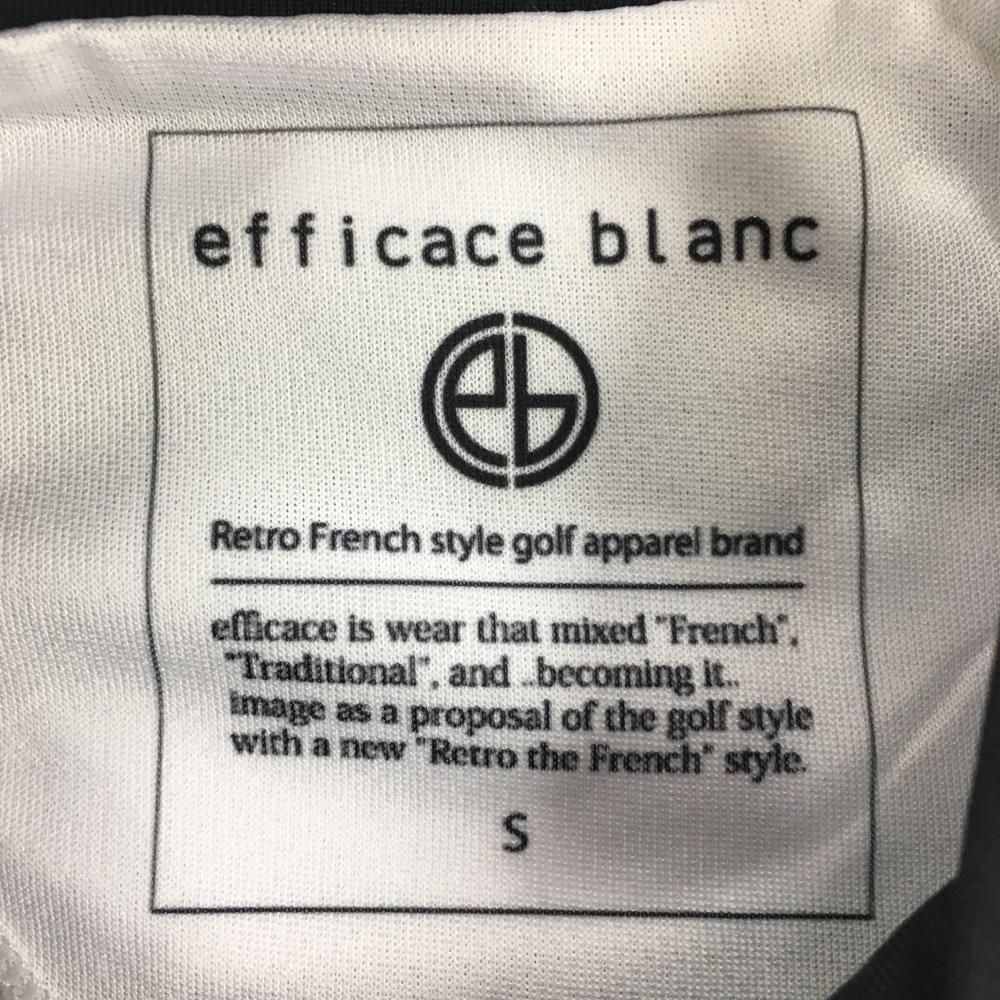 efficace blanc
eb
Retro French style golf apparel brand
efficace is wear that mixed "French",
"Traditional", and ..becoming it..
image as a proposal of the golf style
with a new "Retro the French" style.
S